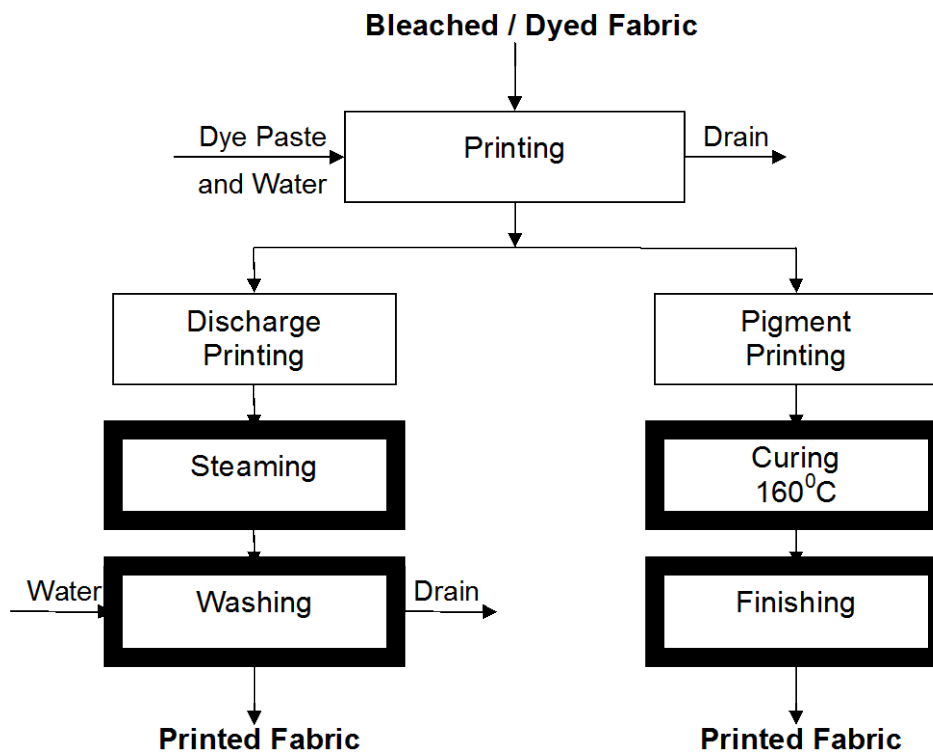 Bleached / Dyed Fabric
Dye Paste
and Water
Printing
Drain
Discharge
Printing
Pigment
Printing
Steaming
Curing
160⁰C
Water
Washing
Drain
Finishing
Printed Fabric
Printed Fabric